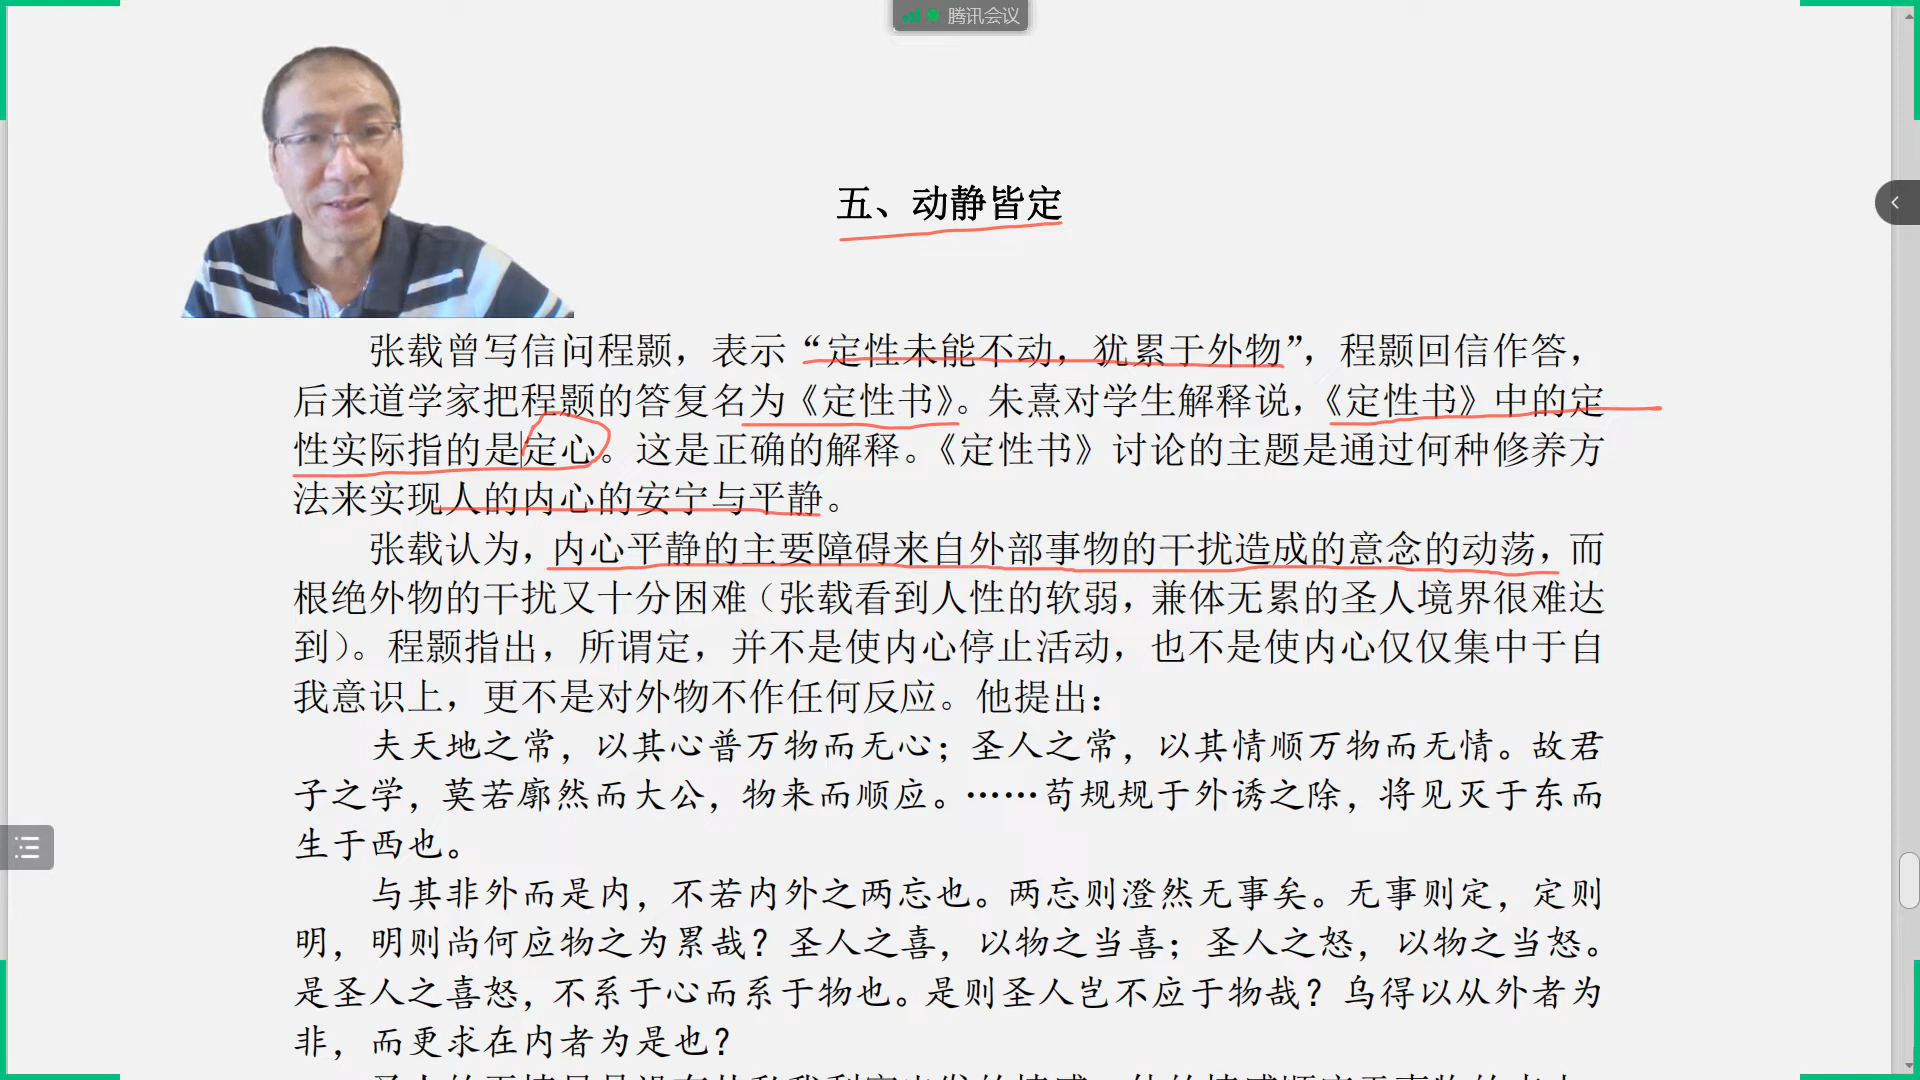 腾讯会议
五、动静皆定
张载曾写信问程颢，表示“定性未能不动，犹累于外物”，程颢回信作答，
后来道学家把程颢的答复名为《定性书》。朱熹对学生解释说，《定性书》中的定
性实际指的是定心。这是正确的解释。《定性书》讨论的主题是通过何种修养方
法来实现人的内心的安宁与平静。
张载认为，内心平静的主要障碍来自外部事物的干扰造成的意念的动荡，而
根绝外物的干扰又十分困难（张载看到人性的软弱，兼体无累的圣人境界很难达
到）。程颢指出，所谓定，并不是使内心停止活动，也不是使内心仅仅集中于自
我意识上，更不是对外物不作任何反应。他提出：
夫天地之常，以其心普万物而无心；圣人之常，以其情顺万物而无情。故君
子之学，莫若廓然而大公，物来而顺应。……苟规规于外诱之除，将见灭于东而
生于西也。
与其非外而是内，不若内外之两忘也。两忘则澄然无事矣。无事则定，定则
明，明则尚何应物之为累哉？圣人之喜，以物之当喜；圣人之怒，以物之当怒。
是圣人之喜怒，不系于心而系于物也。是则圣人岂不应于物哉？乌得以从外者为
非，而更求在内者为是也？